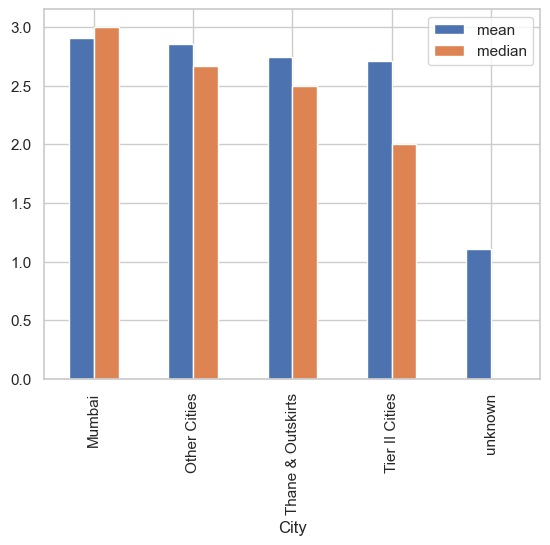 3.0
2.5
2.0
1.5
1.0
0.5
0.0
mean
median
Mumbai
Other Cities
Thane & Outskirts
Tier II Cities
unknown
City